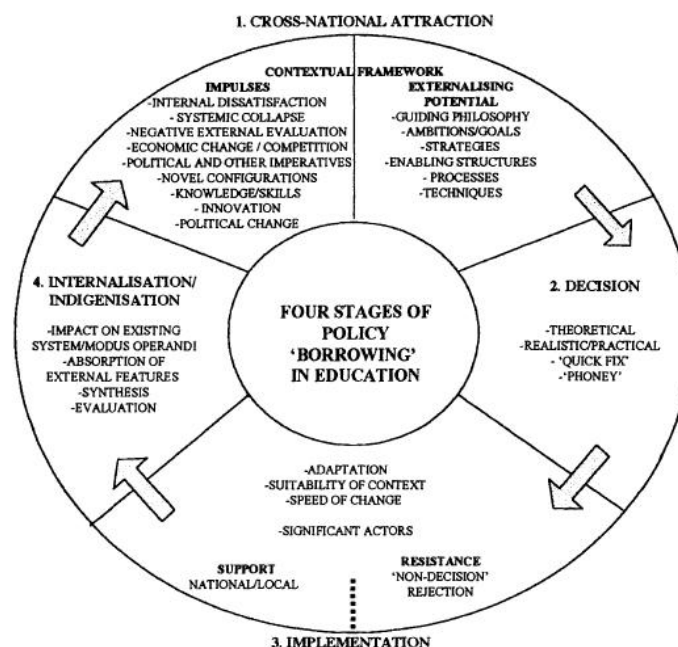 1. CROSS-NATIONAL ATTRACTION
CONTEXTUAL FRAMEWORK
IMPULSES
-INTERNAL DISSATISFACTION
- SYSTEMIC COLLAPSE
-NEGATIVE EXTERNAL EVALUATION
-ECONOMIC CHANGE / COMPETITION
-POLITICAL AND OTHER IMPERATIVES
-NOVEL CONFIGURATIONS
-KNOWLEDGE/SKILLS
- INNOVATION
-POLITICAL CHANGE
EXTERNALISING
POTENTIAL
-GUIDING PHILOSOPHY
-AMBITIONS/GOALS
- STRATEGIES
-ENABLING STRUCTURES
- PROCESSES
- TECHNIQUES
2. DECISION
-THEORETICAL
-REALISTIC/PRACTICAL
- 'QUICK FIX'
- 'PHONEY'
FOUR STAGES OF
POLICY
'BORROWING'
IN EDUCATION
4. INTERNALISATION/
INDIGENISATION
-IMPACT ON EXISTING
SYSTEM/MODUS OPERANDI
-ABSORPTION OF
EXTERNAL FEATURES
-SYNTHESIS
-EVALUATION
-ADAPTATION
-SUITABILITY OF CONTEXT
-SPEED OF CHANGE
-SIGNIFICANT ACTORS
SUPPORT
NATIONAL/LOCAL
RESISTANCE
'NON-DECISION'
REJECTION
3. IMPLEMENTATION